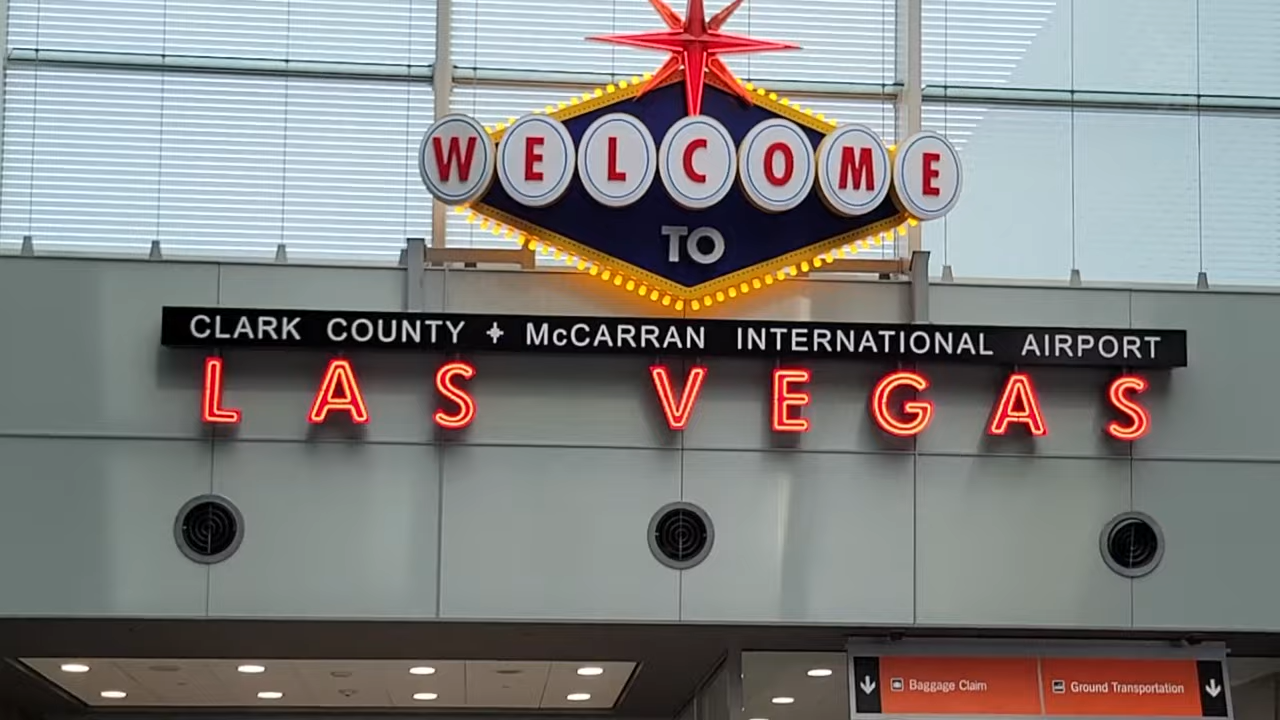 WELCOME
TO
CLARK COUNTY McCARRAN INTERNATIONAL AIRPORT
LAS VEGAS
Baggage Claim
Ground Transportation